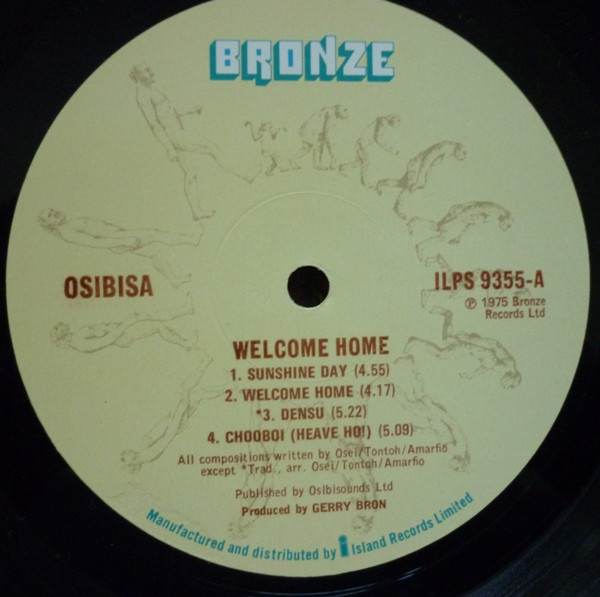 BRONZE
OSIBISA
ILPS 9355-A
℗ 1975 Bronze
Records Ltd
WELCOME HOME
1. SUNSHINE DAY (4.55)
2. WELCOME HOME (4.17)
*3. DENSU (5.22)
4. CHOOBOI (HEAVE HO!) (5.09)
All compositions written by Osei/Tontoh/Amarfio
except *Trad., arr. Osei/Tontoh/Amarfio
Published by Osibisounds Ltd
Produced by GERRY BRON
Manufactured and distributed by Island Records Limited